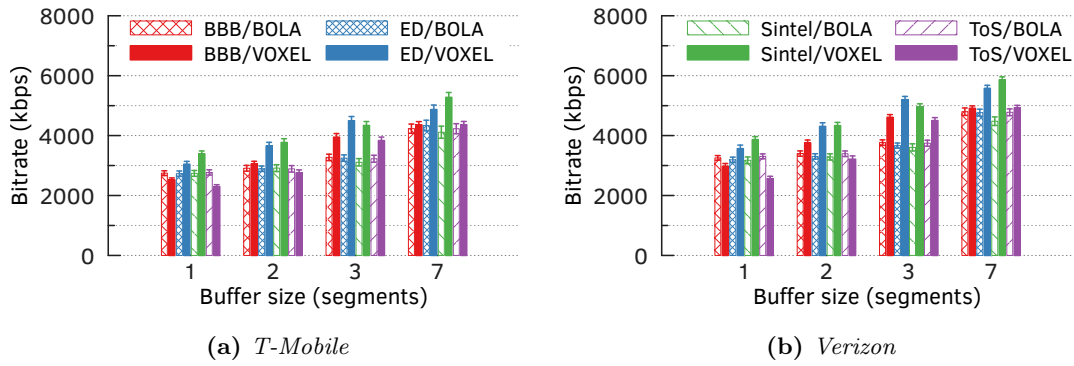 BBB/BOLA
ED/BOLA
BBB/VOXEL
ED/VOXEL
8000
6000
4000
2000
0
Bitrate (kbps)
1 2 3 7
Buffer size (segments)
(a) T-Mobile
Sintel/BOLA
ToS/BOLA
Sintel/VOXEL
ToS/VOXEL
8000
6000
4000
2000
0
Bitrate (kbps)
1 2 3 7
Buffer size (segments)
(b) Verizon